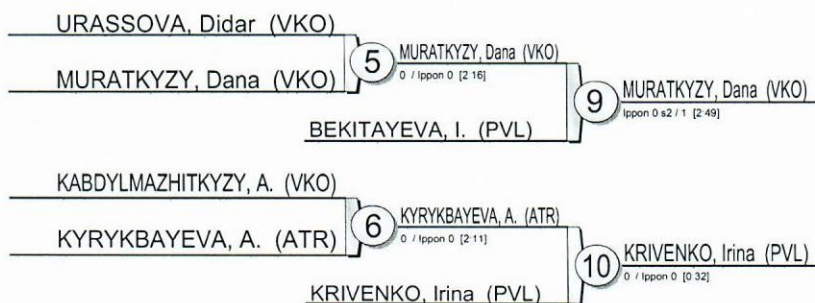 URASSOVA, Didar (VKO)
5
MURATKYZY, Dana (VKO)
0 / Ippon 0 [2:16]
MURATKYZY, Dana (VKO)
9
MURATKYZY, Dana (VKO)
Ippon 0 s2 / 1 [2:49]
BEKITAYEVA, I. (PVL)
KABDYLMAZHITKYZY, A. (VKO)
6
KYRYKBAYEVA, A. (ATR)
0 / Ippon 0 [2:11]
KYRYKBAYEVA, A. (ATR)
10
KRIVENKO, Irina (PVL)
0 / Ippon 0 [0:32]
KRIVENKO, Irina (PVL)